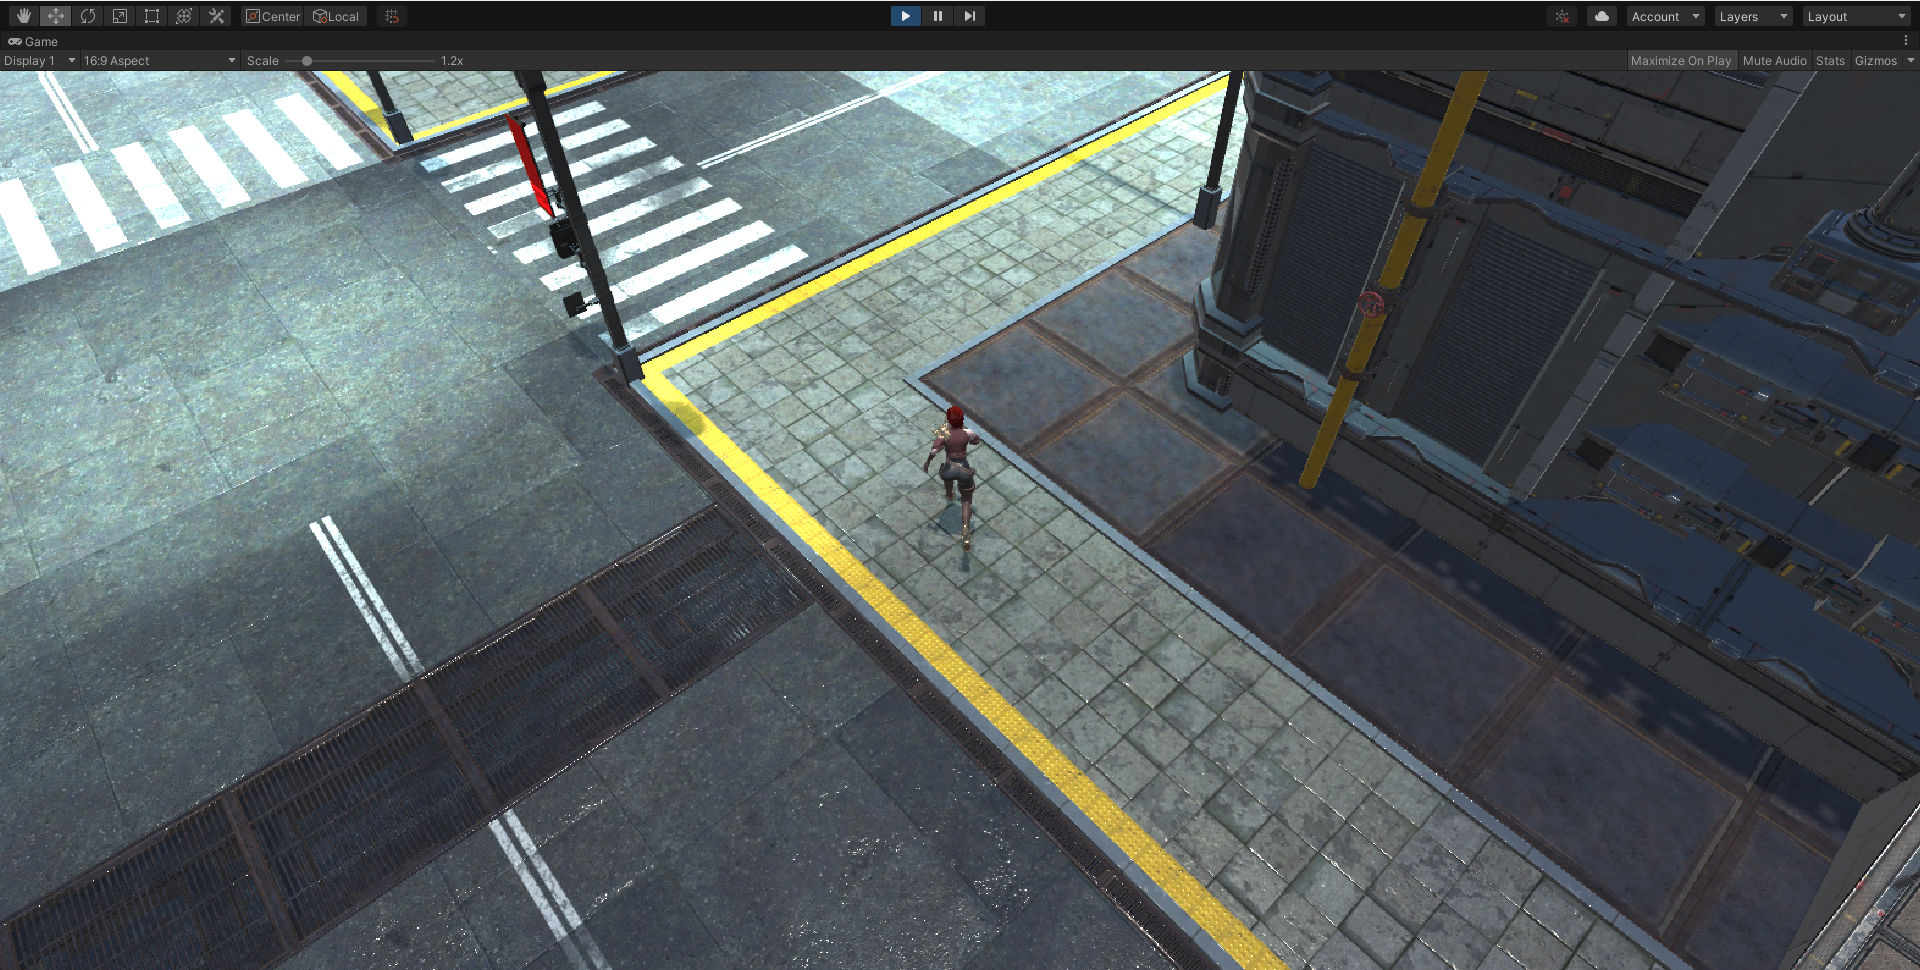 Center Local Account Layers Layout
Game
Display 1 16:9 Aspect Scale 1.2x Maximize On Play Mute Audio Stats Gizmos